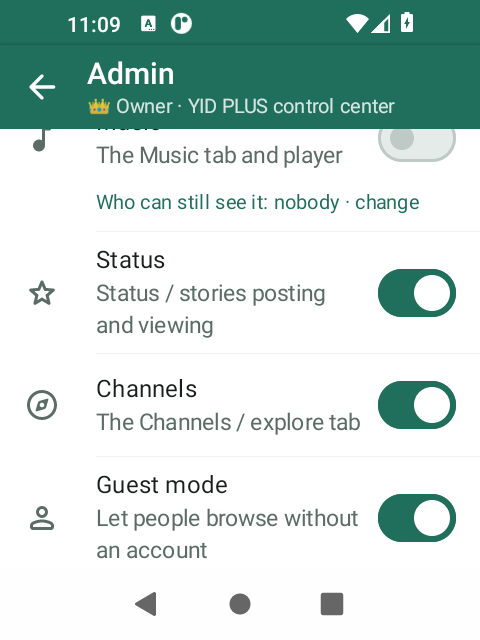 11:09
Admin
👑 Owner · YID PLUS control center
The Music tab and player
Who can still see it: nobody · change
Status
Status / stories posting
and viewing
Channels
The Channels / explore tab
Guest mode
Let people browse without
an account